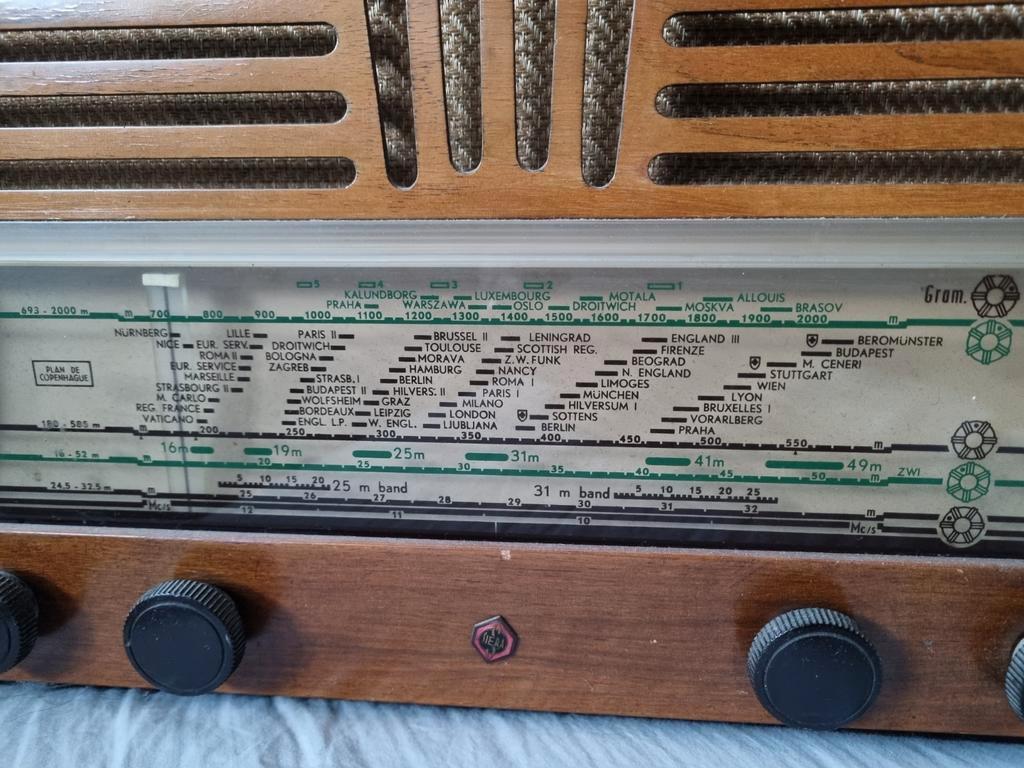 5 4 3 2 1
KALUNDBORG LUXEMBOURG MOTALA ALLOUIS Gram.
PRAHA WARSZAWA OSLO DROITWICH MOSKVA BRASOV
693 - 2000 m 700 800 900 1000 1100 1200 1300 1400 1500 1600 1700 1800 1900 2000 m
NÜRNBERG LILLE PARIS II BRUSSEL II LENINGRAD ENGLAND III BEROMÜNSTER
NICE EUR. SERV. DROITWICH TOULOUSE SCOTTISH REG. FIRENZE BUDAPEST
ROMA II BOLOGNA MORAVA Z.W. FUNK BEOGRAD M. CENERI
EUR. SERVICE ZAGREB HAMBURG NANCY N. ENGLAND STUTTGART
MARSEILLE STRASB. I BERLIN ROMA I LIMOGES WIEN
STRASBOURG II BUDAPEST II HILVERS. II PARIS I MÜNCHEN LYON
M. CARLO WOLFSHEIM GRAZ MILANO HILVERSUM I BRUXELLES I
REG. FRANCE BORDEAUX LEIPZIG LONDON SOTTENS VORARLBERG
VATICANO ENGL. L.P. W. ENGL. LJUBLJANA BERLIN PRAHA
PLAN DE
COPENHAGUE
180 - 585 m 200 250 300 350 400 450 500 550 m
16m 19m 25m 31m 41m 49m
16 - 52 m 20 25 30 35 40 45 50 m ZWI
5 10 15 20 25 m band 31 m band 5 10 15 20 25
24,5 - 32,5 m 25 26 27 28 29 30 31 32 m
Mc/s 12 11 10 Mc/s